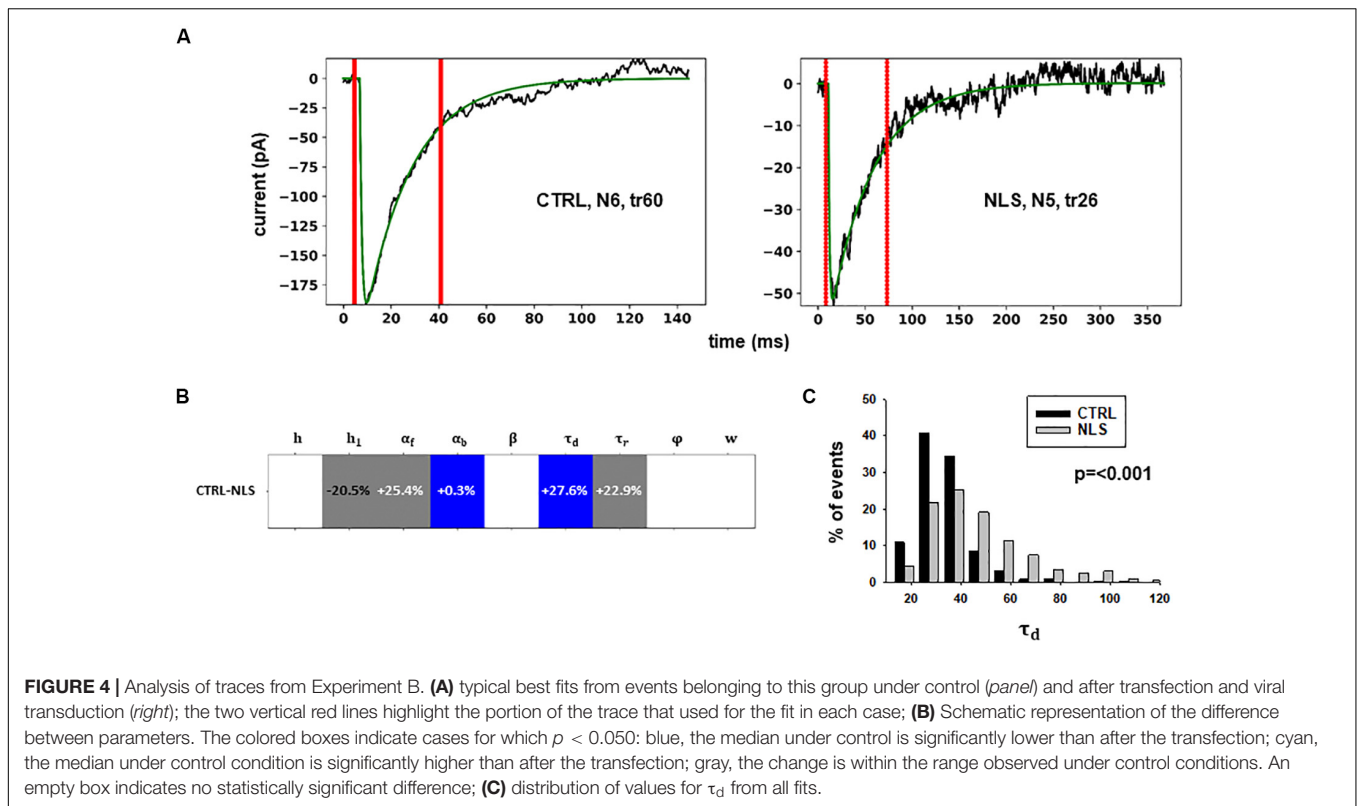 A
0
−25
−50
−75
−100
−125
−150
−175
current (pA)
CTRL, N6, tr60
0 20 40 60 80 100 120 140
0
−10
−20
−30
−40
−50
NLS, N5, tr26
0 50 100 150 200 250 300 350
time (ms)
B
h h⊥ αf αb β τd τr φ w
CTRL-NLS
-20.5% +25.4% +0.3% +27.6% +22.9%
C
50
40
30
20
10
0
% of events
CTRL
NLS
p=<0.001
20 40 60 80 100 120
τd
FIGURE 4 | Analysis of traces from Experiment B. (A) typical best fits from events belonging to this group under control (panel) and after transfection and viral
transduction (right); the two vertical red lines highlight the portion of the trace that used for the fit in each case; (B) Schematic representation of the difference
between parameters. The colored boxes indicate cases for which p < 0.050: blue, the median under control is significantly lower than after the transfection; cyan,
the median under control condition is significantly higher than after the transfection; gray, the change is within the range observed under control conditions. An
empty box indicates no statistically significant difference; (C) distribution of values for τd from all fits.